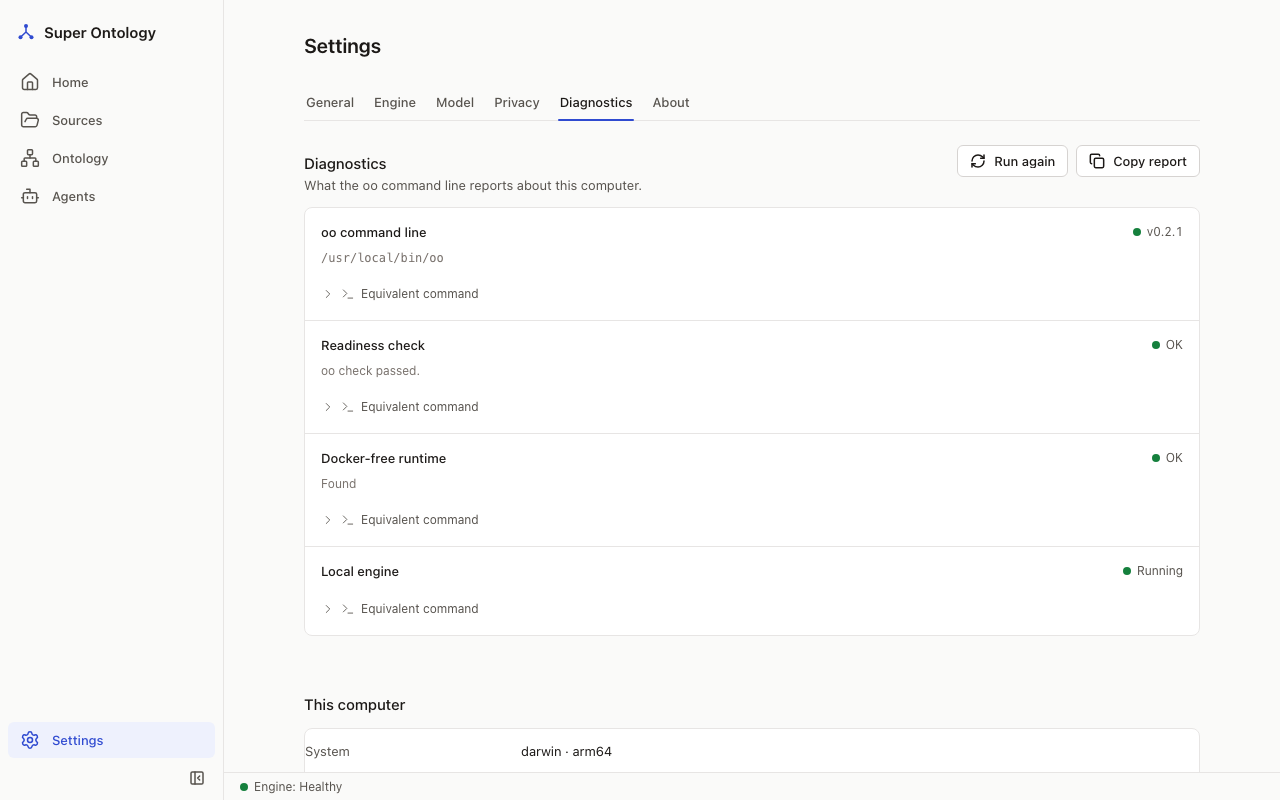 Super Ontology
Home
Sources
Ontology
Agents
Settings
Settings
General Engine Model Privacy Diagnostics About
Diagnostics
What the oo command line reports about this computer.
Run again
Copy report
oo command line
v0.2.1
/usr/local/bin/oo
Equivalent command
Readiness check
OK
oo check passed.
Equivalent command
Docker-free runtime
OK
Found
Equivalent command
Local engine
Running
Equivalent command
This computer
System darwin · arm64
Engine: Healthy